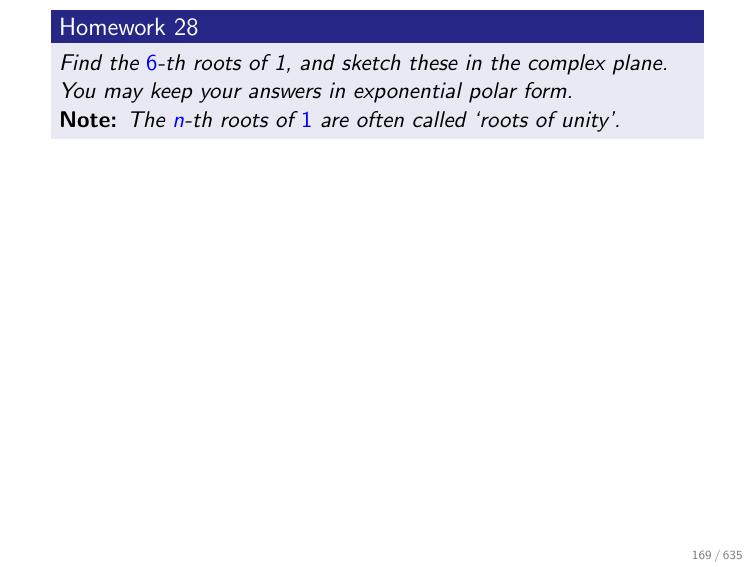 Homework 28
Find the 6-th roots of 1, and sketch these in the complex plane.
You may keep your answers in exponential polar form.
Note: The n-th roots of 1 are often called ‘roots of unity’.
169 / 635